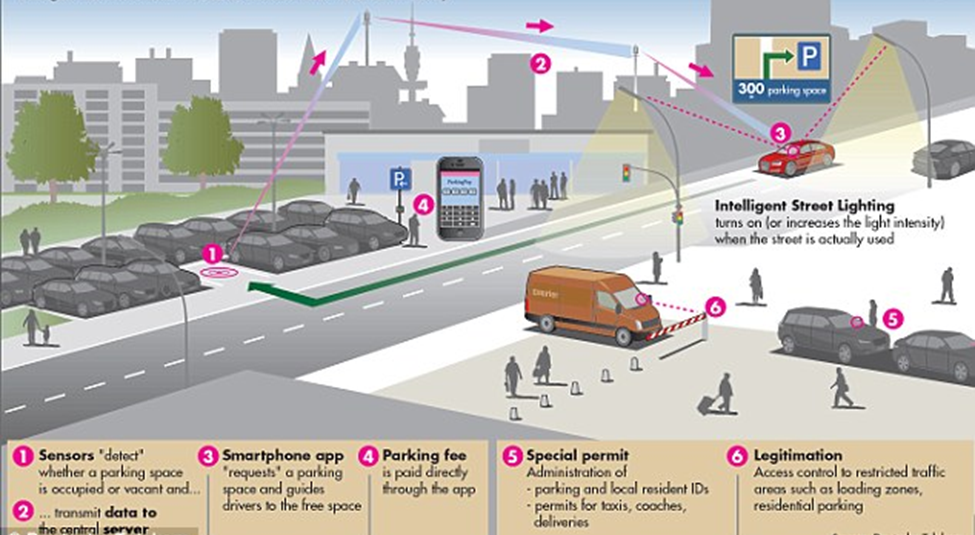 2
P
300 parking space
3
P
ParkingPay
4
Intelligent Street Lighting
turns on (or increases the light intensity)
when the street is actually used
1
6
5
1 Sensors "detect"
whether a parking space
is occupied or vacant and...
2 ... transmit data to
the central server
3 Smartphone app
"requests" a parking
space and guides
drivers to the free space
4 Parking fee
is paid directly
through the app
5 Special permit
Administration of
- parking and local resident IDs
- permits for taxis, coaches,
deliveries
6 Legitimation
Access control to restricted traffic
areas such as loading zones,
residential parking